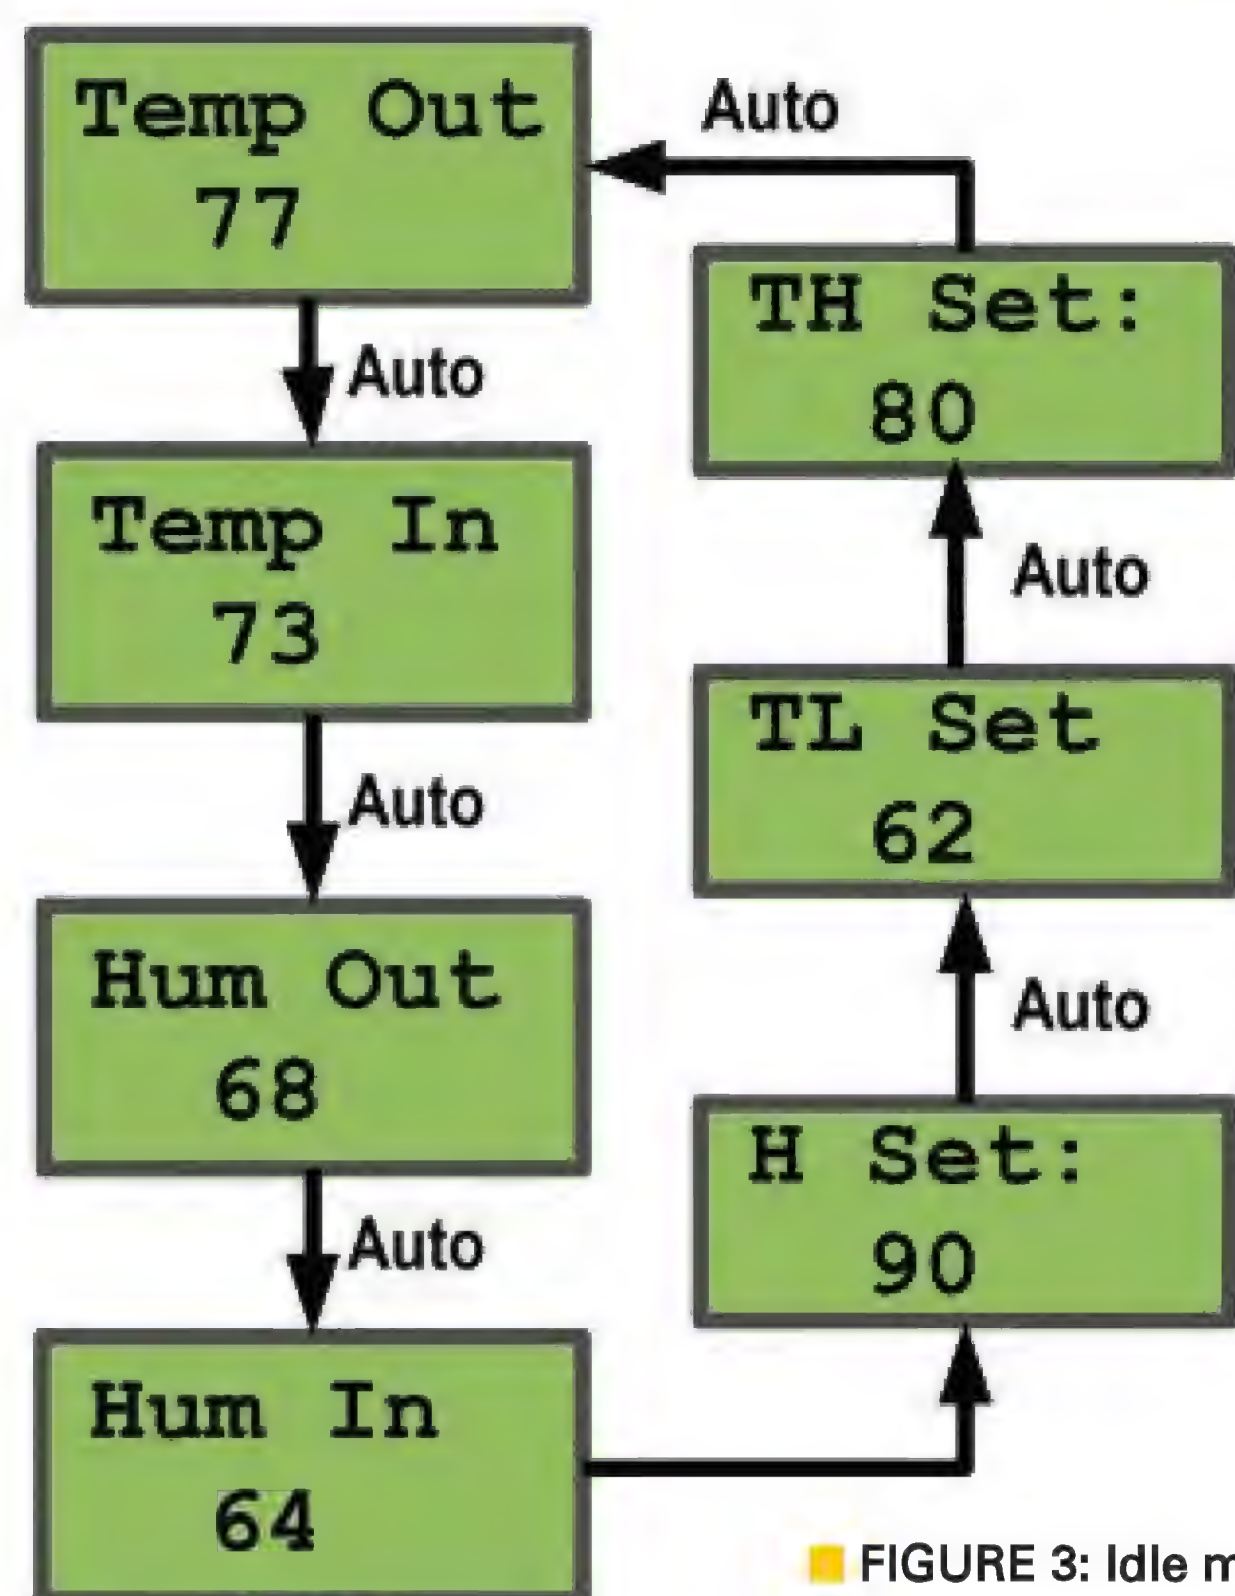 Temp Out
77
Auto
Temp In
73
Auto
Hum Out
68
Auto
Hum In
64
H Set:
90
Auto
TL Set
62
Auto
TH Set:
80
Auto
FIGURE 3: Idle m